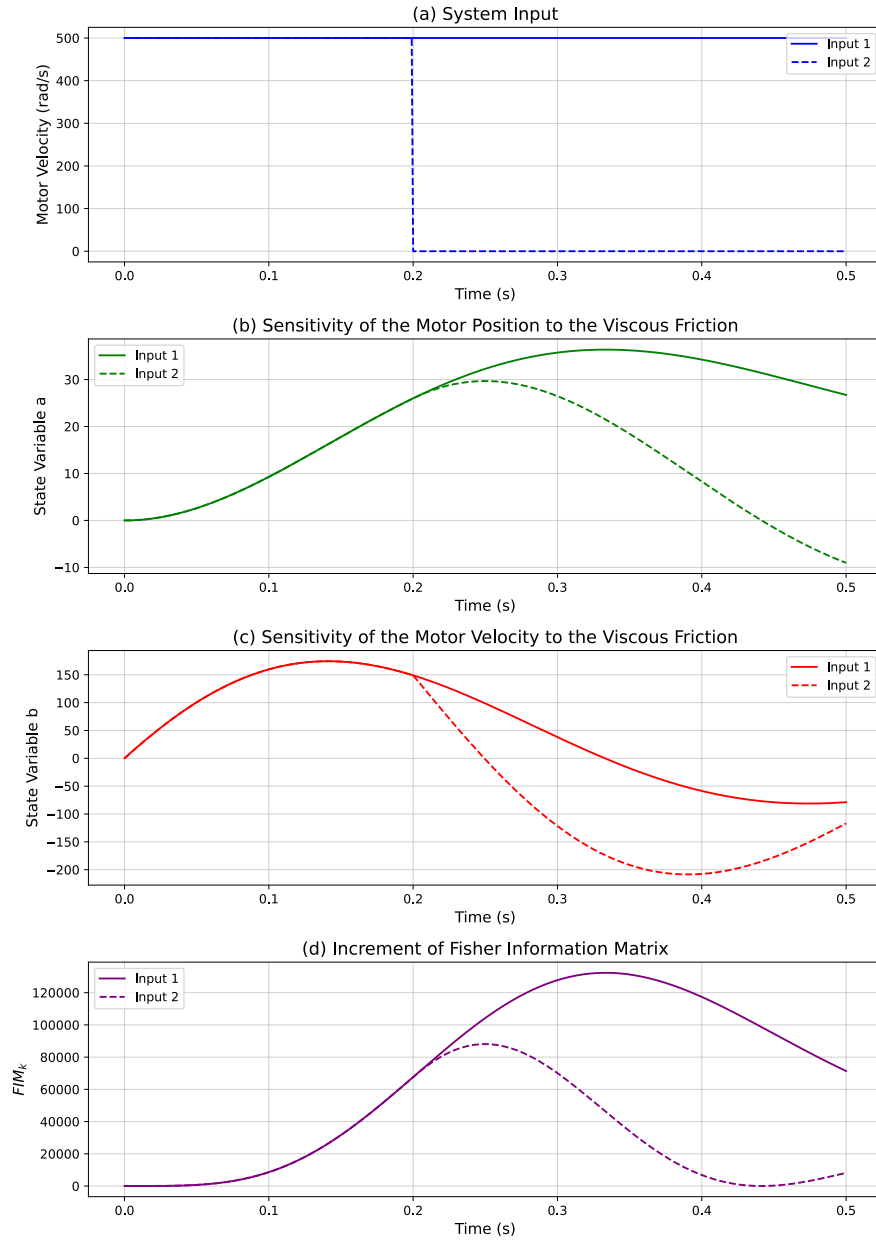 (a) System Input
Motor Velocity (rad/s)
500
400
300
200
100
0
Input 1
Input 2
0.0 0.1 0.2 0.3 0.4 0.5
Time (s)
(b) Sensitivity of the Motor Position to the Viscous Friction
State Variable a
30
20
10
0
−10
Input 1
Input 2
0.0 0.1 0.2 0.3 0.4 0.5
Time (s)
(c) Sensitivity of the Motor Velocity to the Viscous Friction
State Variable b
150
100
50
0
−50
−100
−150
−200
Input 1
Input 2
0.0 0.1 0.2 0.3 0.4 0.5
Time (s)
(d) Increment of Fisher Information Matrix
FIMₖ
120000
100000
80000
60000
40000
20000
0
Input 1
Input 2
0.0 0.1 0.2 0.3 0.4 0.5
Time (s)